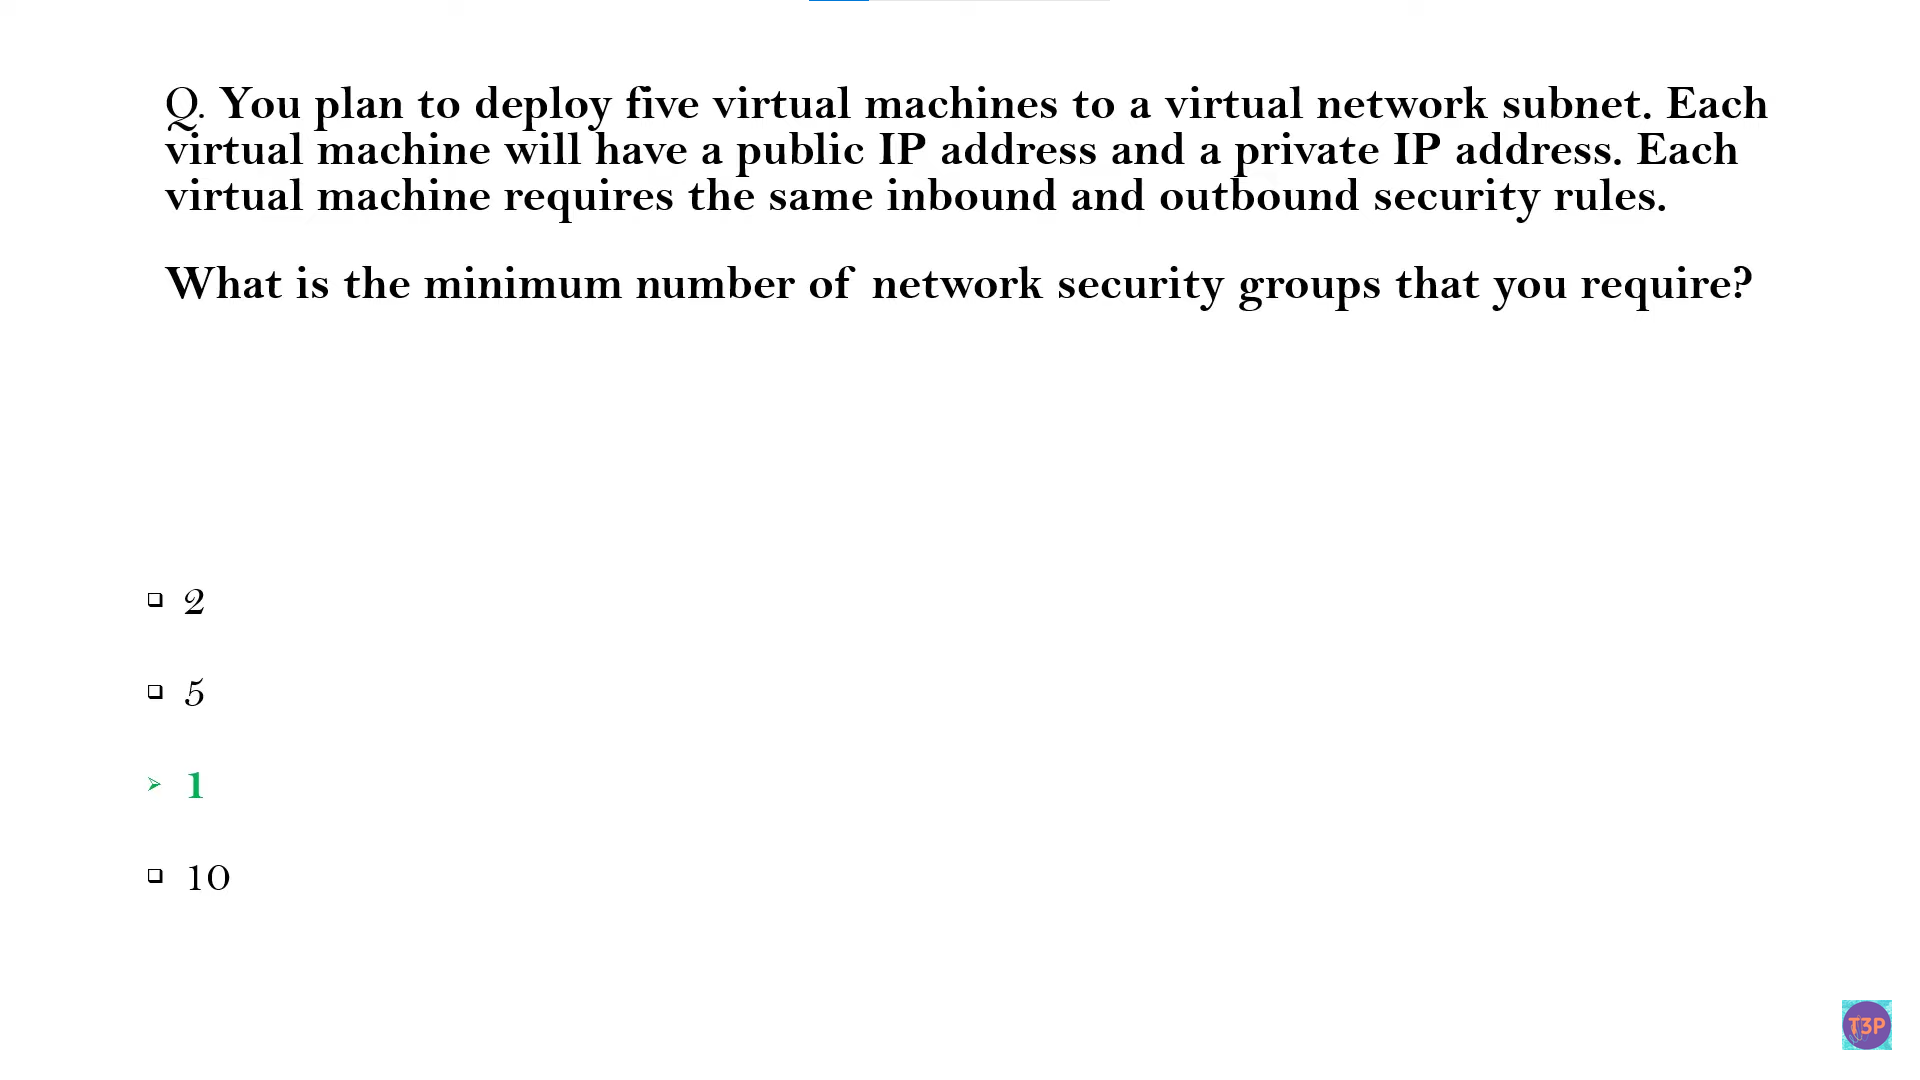 Q. You plan to deploy five virtual machines to a virtual network subnet. Each
virtual machine will have a public IP address and a private IP address. Each
virtual machine requires the same inbound and outbound security rules.
What is the minimum number of network security groups that you require?
2
5
1
10
T3P